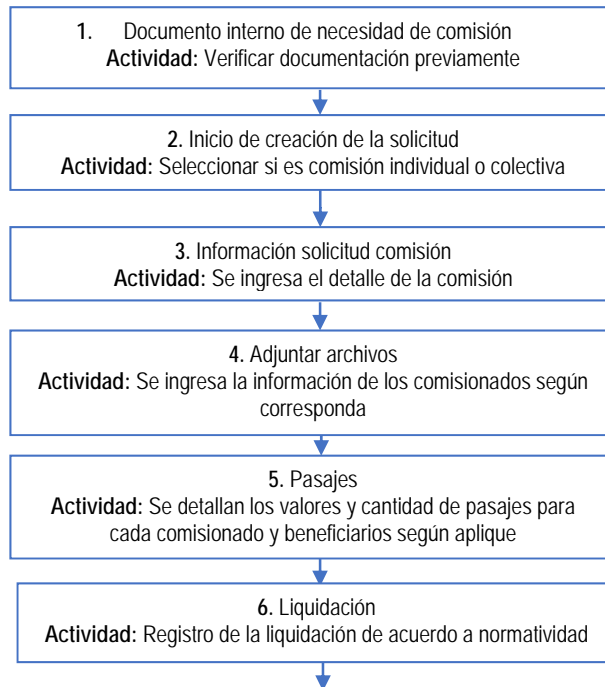 1. Documento interno de necesidad de comisión
Actividad: Verificar documentación previamente
2. Inicio de creación de la solicitud
Actividad: Seleccionar si es comisión individual o colectiva
3. Información solicitud comisión
Actividad: Se ingresa el detalle de la comisión
4. Adjuntar archivos
Actividad: Se ingresa la información de los comisionados según
corresponda
5. Pasajes
Actividad: Se detallan los valores y cantidad de pasajes para
cada comisionado y beneficiarios según aplique
6. Liquidación
Actividad: Registro de la liquidación de acuerdo a normatividad